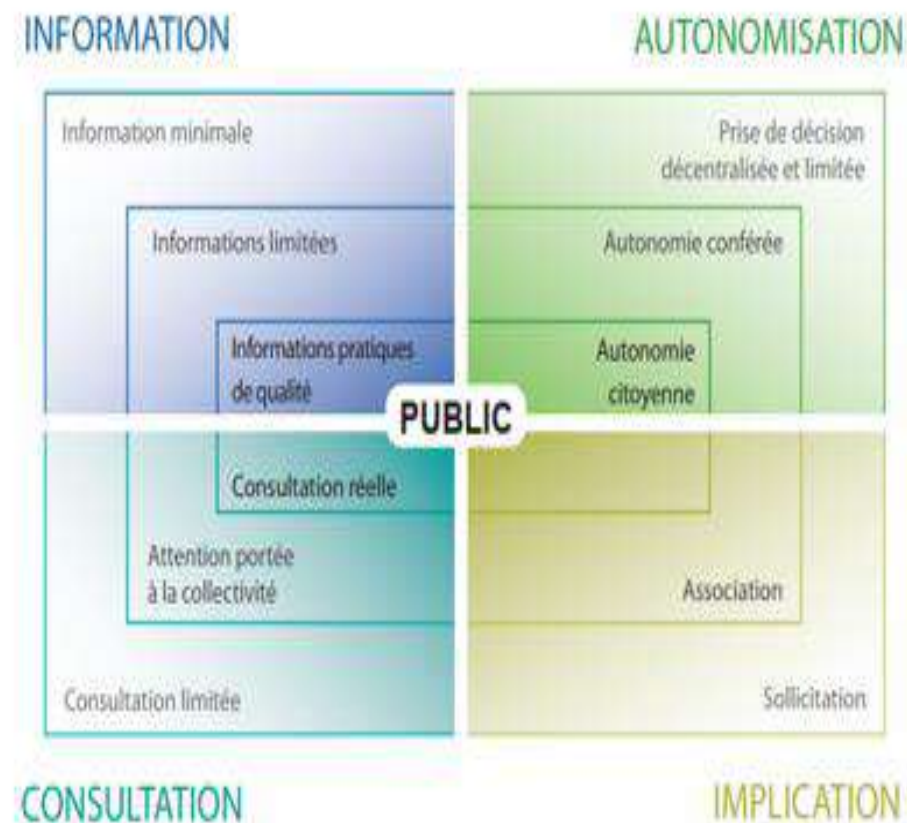 INFORMATION
AUTONOMISATION
Information minimale
Prise de décision
décentralisée et limitée
Informations limitées
Autonomie conférée
Informations pratiques
de qualité
Autonomie
citoyenne
PUBLIC
Consultation réelle
Attention portée
à la collectivité
Association
Consultation limitée
Sollicitation
CONSULTATION
IMPLICATION